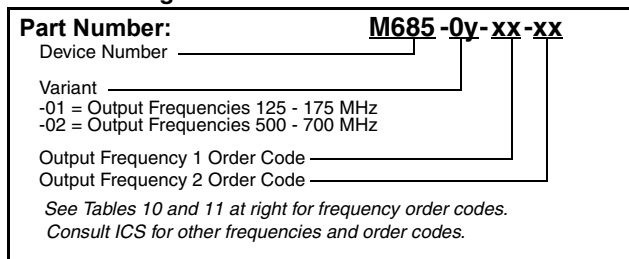 Part Number: M685-0y-xx-xx
Device Number
Variant
-01 = Output Frequencies 125 - 175 MHz
-02 = Output Frequencies 500 - 700 MHz
Output Frequency 1 Order Code
Output Frequency 2 Order Code
See Tables 10 and 11 at right for frequency order codes.
Consult ICS for other frequencies and order codes.